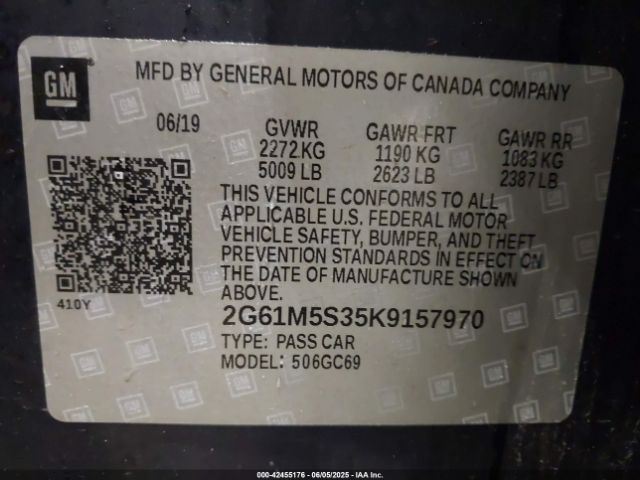 GM
MFD BY GENERAL MOTORS OF CANADA COMPANY
06/19 GVWR GAWR FRT GAWR RR
2272 KG 1190 KG 1083 KG
5009 LB 2623 LB 2387 LB
THIS VEHICLE CONFORMS TO ALL
APPLICABLE U.S. FEDERAL MOTOR
VEHICLE SAFETY, BUMPER, AND THEFT
PREVENTION STANDARDS IN EFFECT ON
THE DATE OF MANUFACTURE SHOWN
ABOVE.
410Y
2G61M5S35K9157970
TYPE: PASS CAR
MODEL: 506GC69
000-42455176 - 06/05/2025 - IAA Inc.